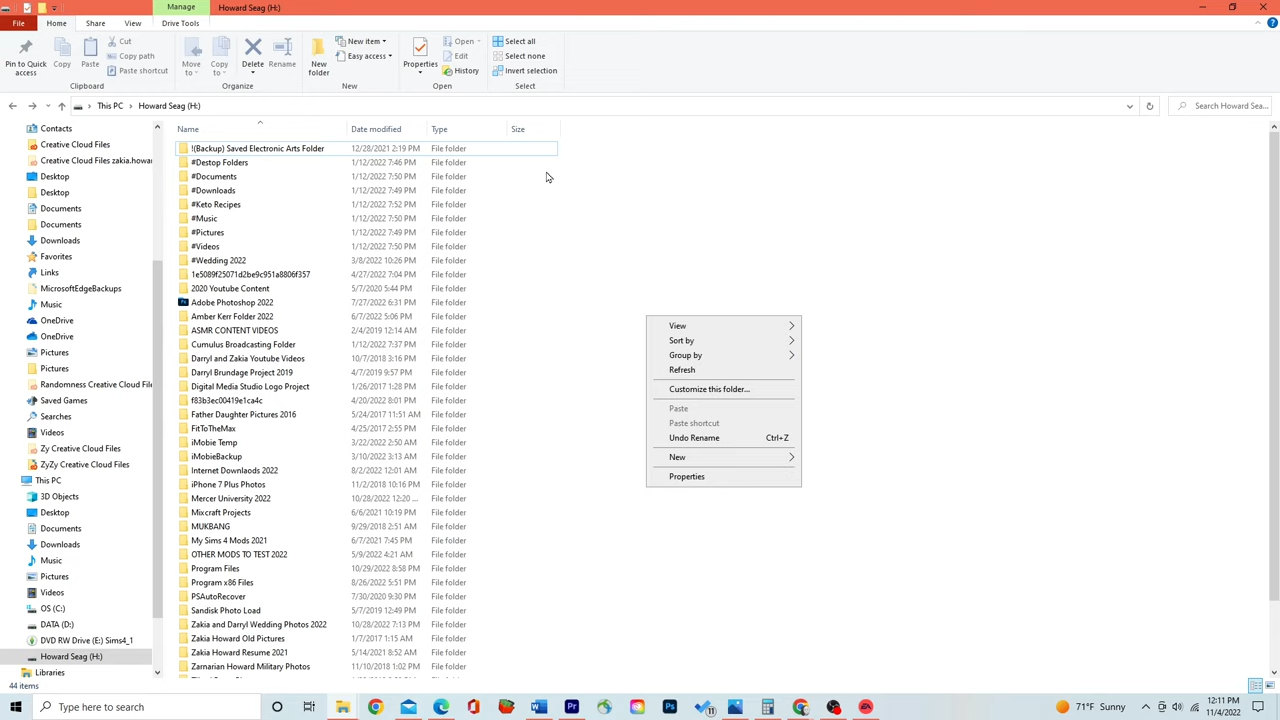 Manage
Howard Seag (H:)
File
Home
Share
View
Drive Tools
Pin to Quick access
Copy
Paste
Cut
Copy path
Paste shortcut
Clipboard
Move to
Copy to
Delete
Rename
Organize
New folder
New item
Easy access
New
Properties
Open
Edit
History
Open
Select all
Select none
Invert selection
Select
This PC > Howard Seag (H:)
Search Howard Sea...
Name Date modified Type Size
Contacts
Creative Cloud Files
Creative Cloud Files zakia.howar
Desktop
Desktop
Documents
Documents
Downloads
Favorites
Links
MicrosoftEdgeBackups
Music
OneDrive
OneDrive
Pictures
Pictures
Randomness Creative Cloud File
Saved Games
Searches
Videos
Zy Creative Cloud Files
ZyZy Creative Cloud Files
This PC
3D Objects
Desktop
Documents
Downloads
Music
Pictures
Videos
OS (C:)
DATA (D:)
DVD RW Drive (E:) Sims4_1
Howard Seag (H:)
Libraries
!(Backup) Saved Electronic Arts Folder 12/28/2021 2:19 PM File folder
#Destop Folders 1/12/2022 7:46 PM File folder
#Documents 1/12/2022 7:50 PM File folder
#Downloads 1/12/2022 7:49 PM File folder
#Keto Recipes 1/12/2022 7:52 PM File folder
#Music 1/12/2022 7:50 PM File folder
#Pictures 1/12/2022 7:49 PM File folder
#Videos 1/12/2022 7:50 PM File folder
#Wedding 2022 3/8/2022 10:26 PM File folder
1e5089f25071d2be9c951a8806f357 4/27/2022 7:04 PM File folder
2020 Youtube Content 5/7/2020 5:44 PM File folder
Adobe Photoshop 2022 7/27/2022 6:31 PM File folder
Amber Kerr Folder 2022 6/7/2022 5:06 PM File folder
ASMR CONTENT VIDEOS 2/4/2019 12:14 AM File folder
Cumulus Broadcasting Folder 1/12/2022 7:37 PM File folder
Darryl and Zakia Youtube Videos 10/7/2018 3:16 PM File folder
Darryl Brundage Project 2019 4/7/2019 9:57 PM File folder
Digital Media Studio Logo Project 1/26/2017 1:28 PM File folder
f83b3ec00419e1ca4c 4/20/2022 8:01 PM File folder
Father Daughter Pictures 2016 5/24/2017 11:51 AM File folder
FitToTheMax 4/25/2017 2:55 PM File folder
iMobie Temp 3/22/2022 2:50 AM File folder
iMobieBackup 3/10/2022 3:13 AM File folder
Internet Downlaods 2022 8/2/2022 12:01 AM File folder
iPhone 7 Plus Photos 11/2/2018 10:16 PM File folder
Mercer University 2022 10/28/2022 12:20 ... File folder
Mixcraft Projects 6/6/2021 10:19 PM File folder
MUKBANG 9/29/2018 2:51 AM File folder
My Sims 4 Mods 2021 6/7/2021 7:45 PM File folder
OTHER MODS TO TEST 2022 5/9/2022 4:21 AM File folder
Program Files 10/29/2022 8:58 PM File folder
Program x86 Files 8/26/2022 5:51 PM File folder
PSAutoRecover 7/30/2020 9:30 PM File folder
Sandisk Photo Load 5/7/2019 12:49 PM File folder
Zakia and Darryl Wedding Photos 2022 10/28/2022 7:13 PM File folder
Zakia Howard Old Pictures 1/7/2017 1:15 AM File folder
Zakia Howard Resume 2021 5/14/2021 8:52 AM File folder
Zarnarian Howard Military Photos 11/10/2018 1:02 PM File folder
View
Sort by
Group by
Refresh
Customize this folder...
Paste
Paste shortcut
Undo Rename Ctrl+Z
New
Properties
44 items
Type here to search
71°F Sunny
12:11 PM
11/4/2022